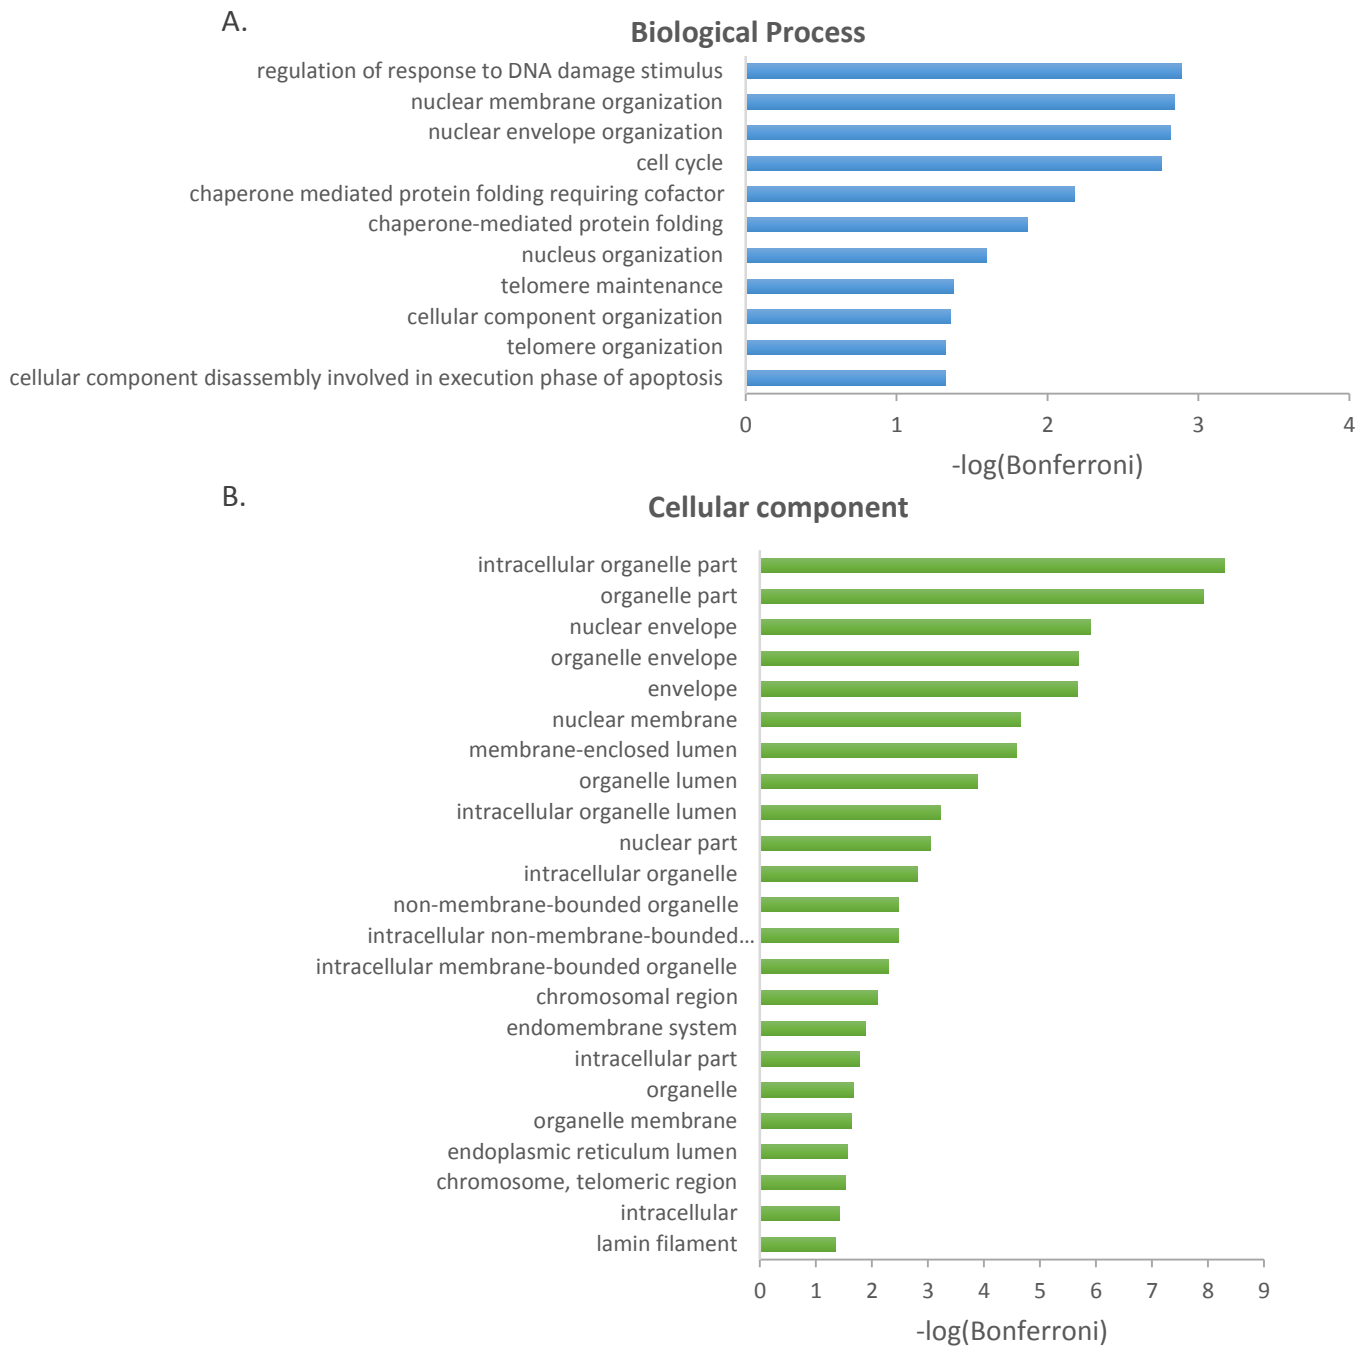 A.
Biological Process
regulation of response to DNA damage stimulus
nuclear membrane organization
nuclear envelope organization
cell cycle
chaperone mediated protein folding requiring cofactor
chaperone-mediated protein folding
nucleus organization
telomere maintenance
cellular component organization
telomere organization
cellular component disassembly involved in execution phase of apoptosis
0 1 2 3 4
-log(Bonferroni)
B.
Cellular component
intracellular organelle part
organelle part
nuclear envelope
organelle envelope
envelope
nuclear membrane
membrane-enclosed lumen
organelle lumen
intracellular organelle lumen
nuclear part
intracellular organelle
non-membrane-bounded organelle
intracellular non-membrane-bounded...
intracellular membrane-bounded organelle
chromosomal region
endomembrane system
intracellular part
organelle
organelle membrane
endoplasmic reticulum lumen
chromosome, telomeric region
intracellular
lamin filament
0 1 2 3 4 5 6 7 8 9
-log(Bonferroni)